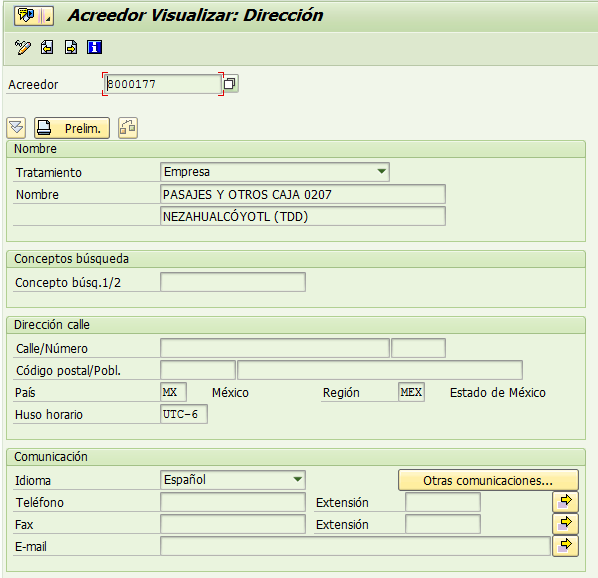 Acreedor Visualizar: Dirección
Acreedor 8000177
Prelim.
Nombre
Tratamiento Empresa
Nombre PASAJES Y OTROS CAJA 0207
NEZAHUALCÓYOTL (TDD)
Conceptos búsqueda
Concepto búsq.1/2
Dirección calle
Calle/Número
Código postal/Pobl.
País MX México Región MEX Estado de México
Huso horario UTC-6
Comunicación
Idioma Español Otras comunicaciones...
Teléfono Extensión
Fax Extensión
E-mail